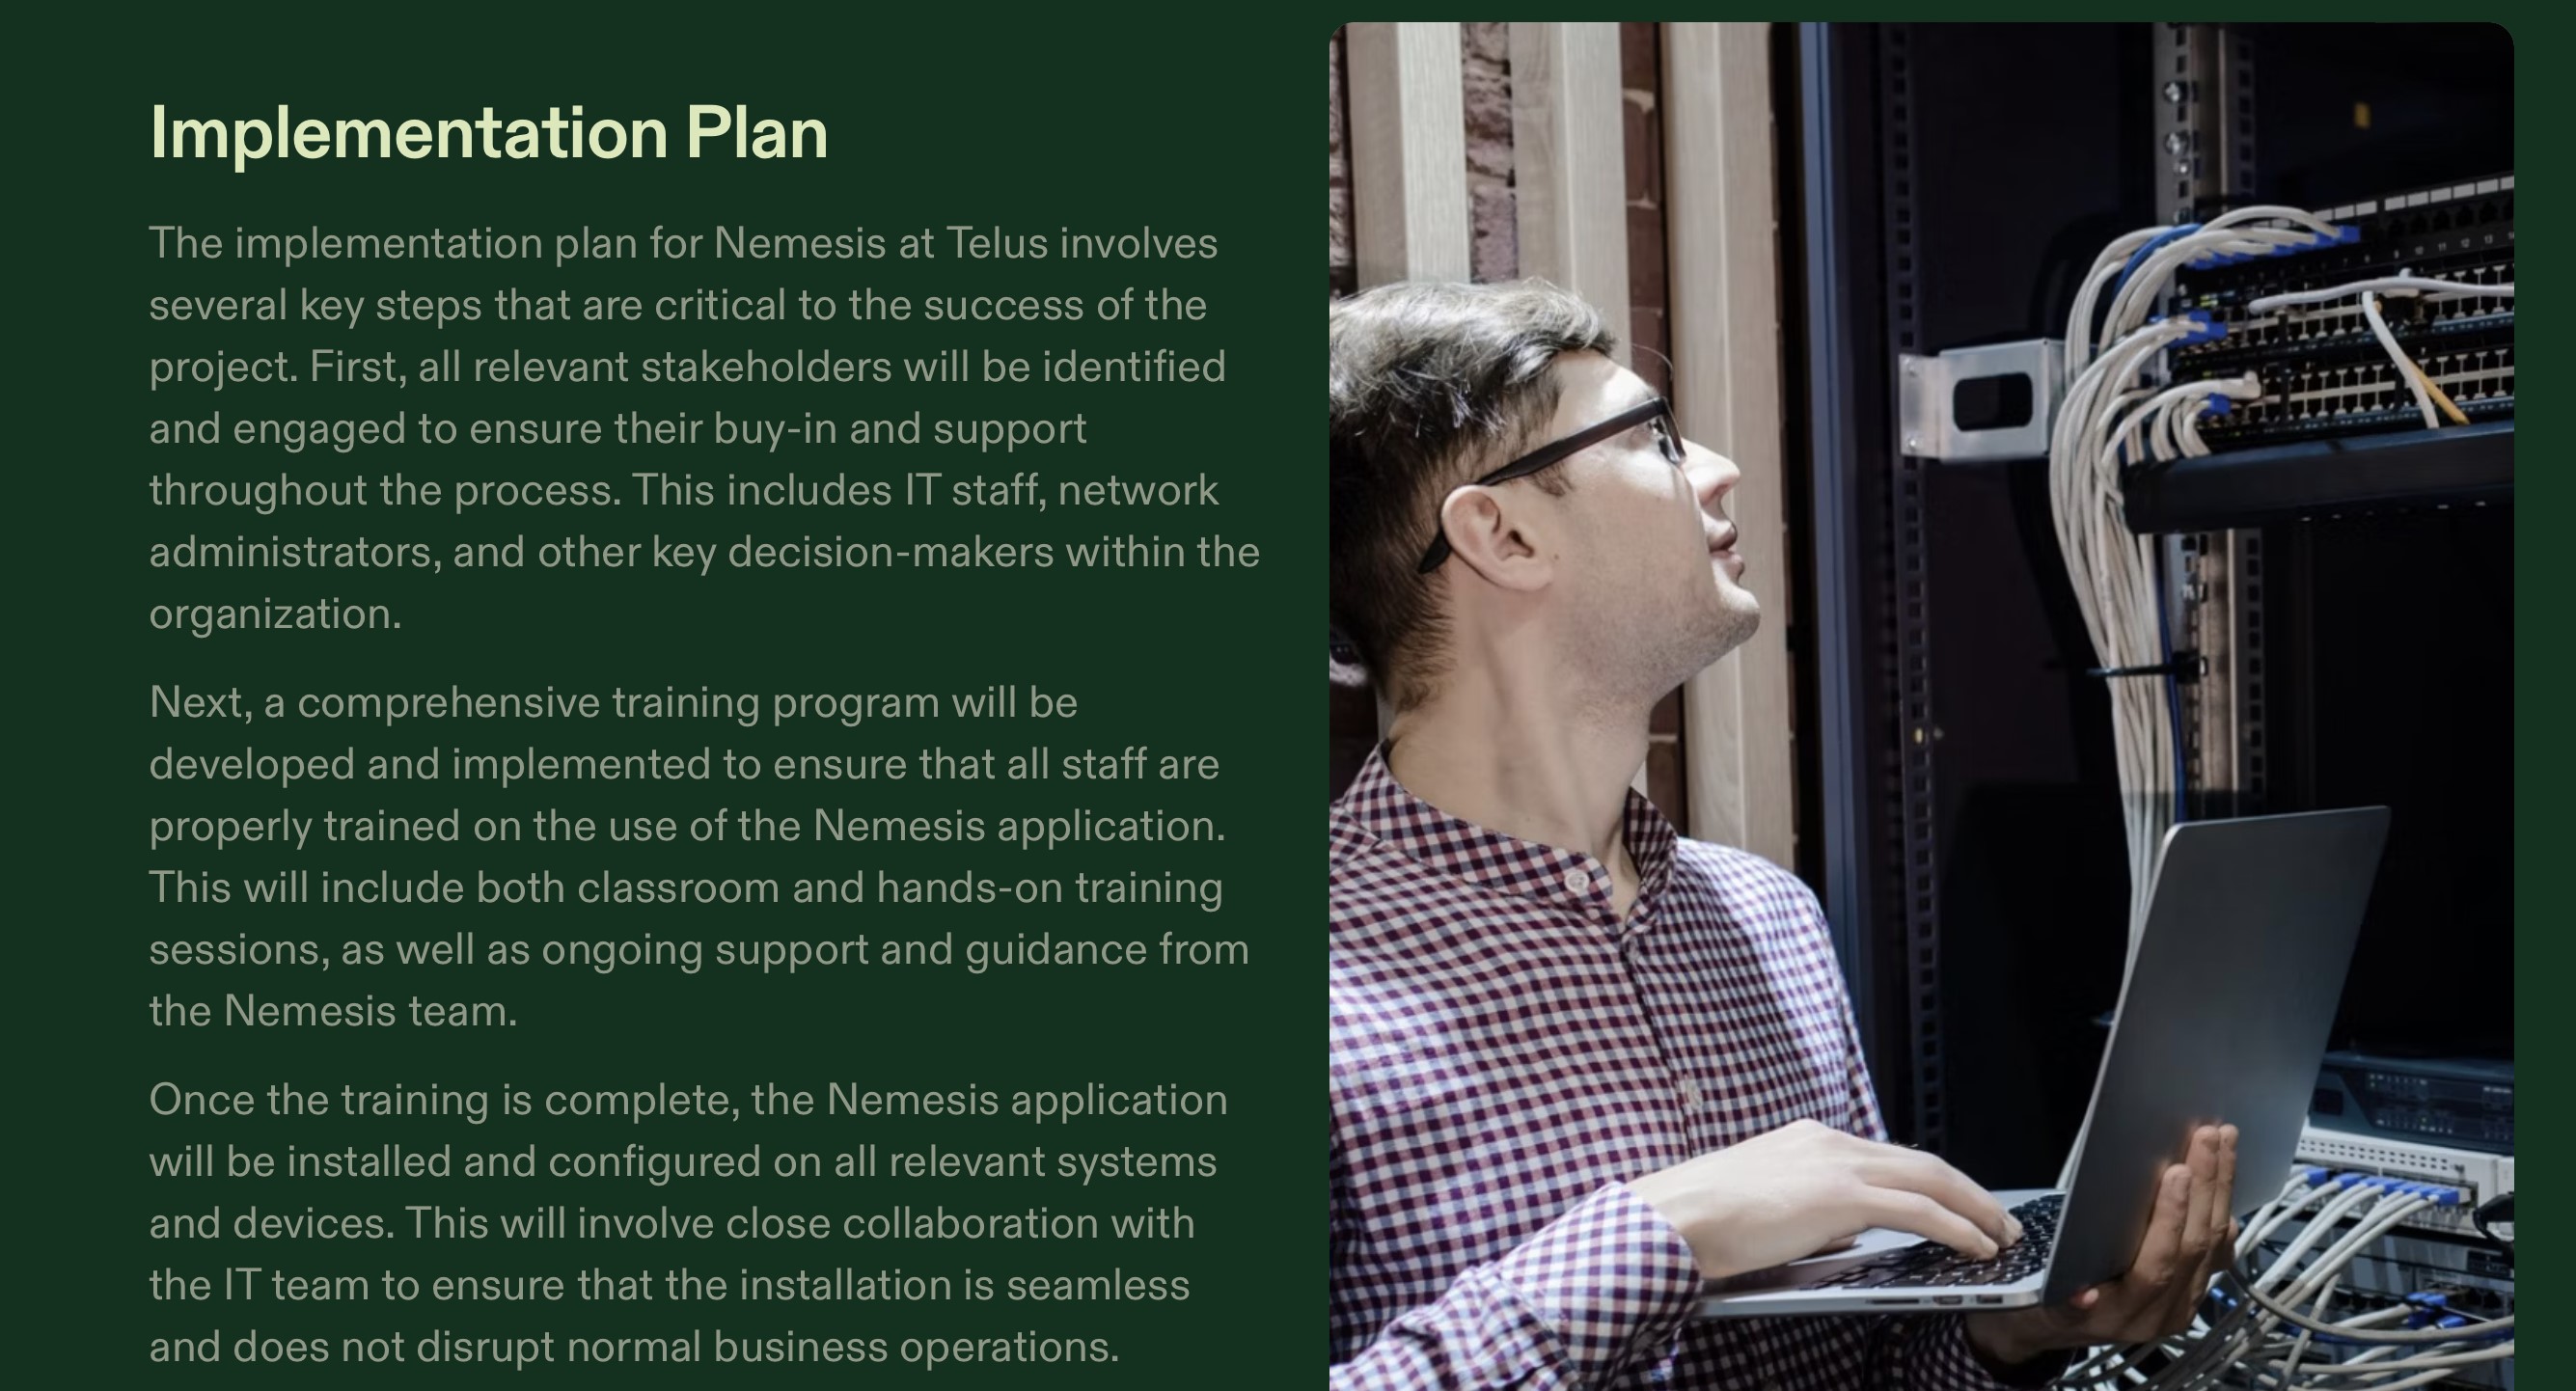 Implementation Plan
The implementation plan for Nemesis at Telus involves
several key steps that are critical to the success of the
project. First, all relevant stakeholders will be identified
and engaged to ensure their buy-in and support
throughout the process. This includes IT staff, network
administrators, and other key decision-makers within the
organization.
Next, a comprehensive training program will be
developed and implemented to ensure that all staff are
properly trained on the use of the Nemesis application.
This will include both classroom and hands-on training
sessions, as well as ongoing support and guidance from
the Nemesis team.
Once the training is complete, the Nemesis application
will be installed and configured on all relevant systems
and devices. This will involve close collaboration with
the IT team to ensure that the installation is seamless
and does not disrupt normal business operations.